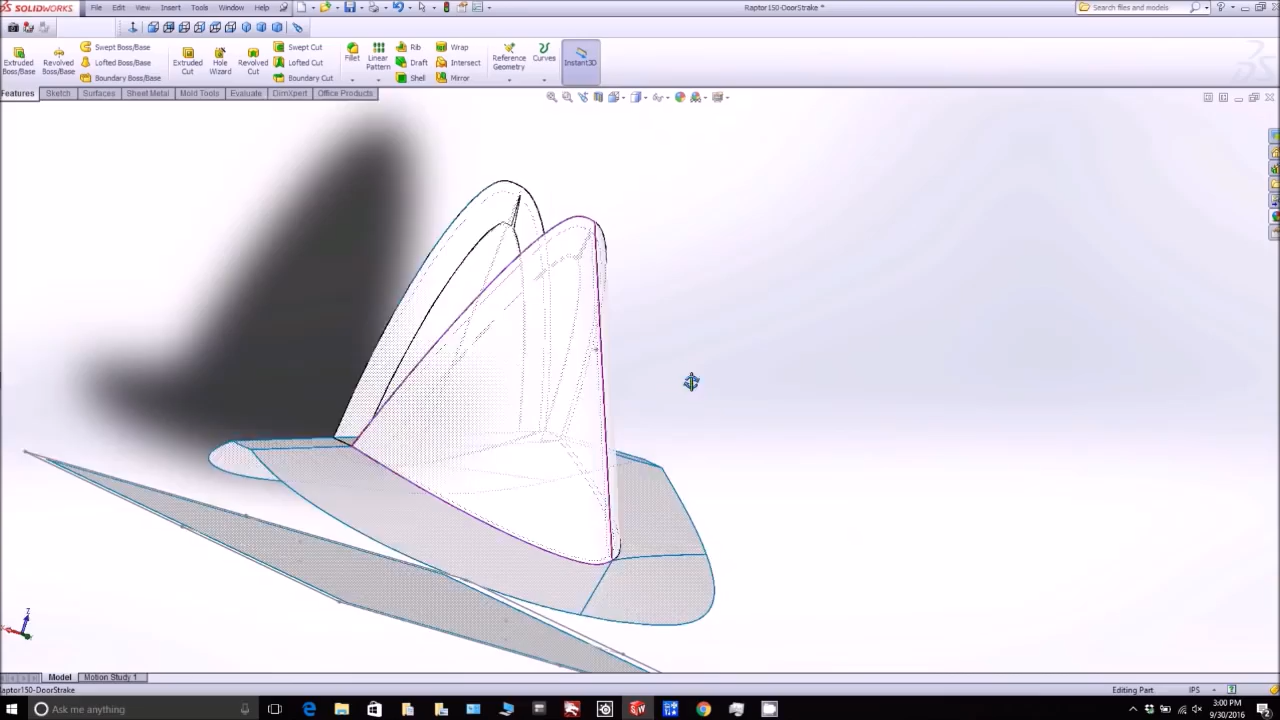 SOLIDWORKS File Edit View Insert Tools Window Help Raptor150-DoorStrake * Search files and models
Extruded Boss/Base Revolved Boss/Base Swept Boss/Base Lofted Boss/Base Boundary Boss/Base Extruded Cut Hole Wizard Revolved Cut Swept Cut Lofted Cut Boundary Cut Fillet Linear Pattern Rib Draft Shell Wrap Intersect Mirror Reference Geometry Curves Instant3D
Features Sketch Surfaces Sheet Metal Mold Tools Evaluate DimXpert Office Products
Z
Model Motion Study 1
Raptor150-DoorStrake Editing Part IPS
Ask me anything 3:00 PM
9/30/2016